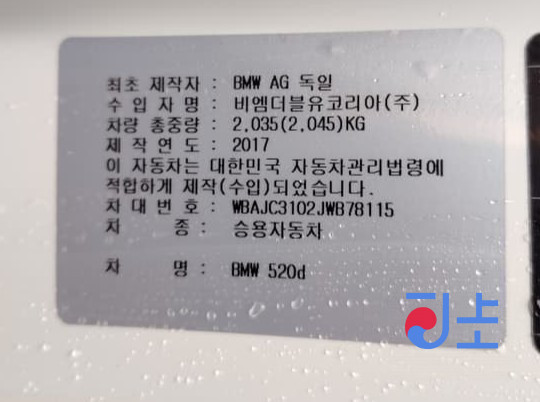 최초 제작자 : BMW AG 독일
수 입 자 명 : 비엠더블유코리아(주)
차량 총중량 : 2.035(2.045)KG
제 작 연 도 : 2017
이 자동차는 대한민국 자동차관리법령에
적합하게 제작(수입)되었습니다.
차 대 번 호 : WBAJC3102JWB78115
차 종 : 승용자동차
차 명 : BMW 520d